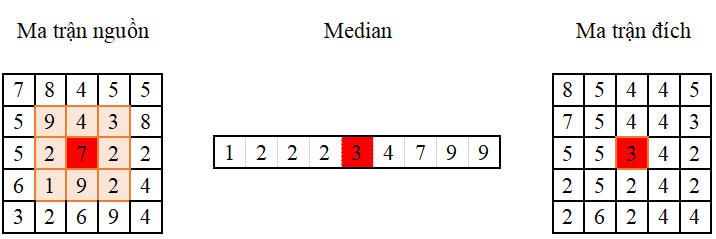 Ma trận nguồn Median Ma trận đích
7 8 4 5 5 8 5 4 4 5
5 9 4 3 8 7 5 4 4 3
5 2 7 2 2 1 2 2 2 3 4 7 9 9 5 5 3 4 2
6 1 9 2 4 2 5 2 4 2
3 2 6 9 4 2 6 2 4 4